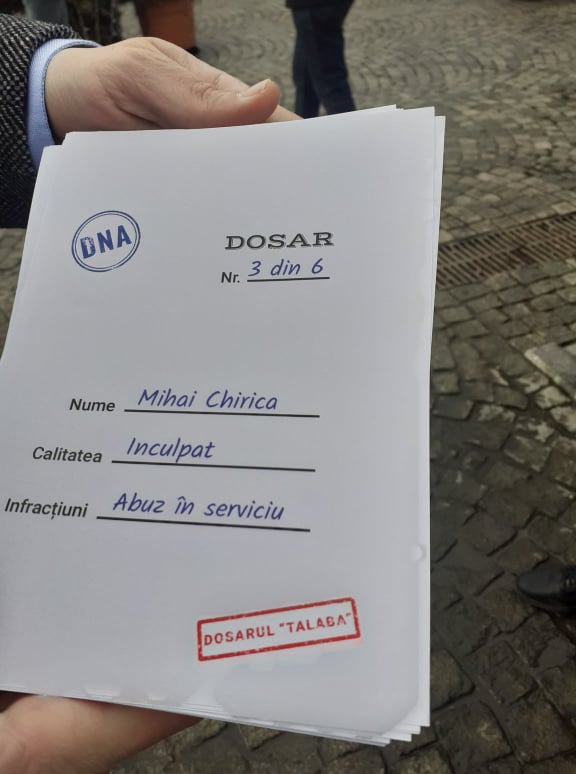 DNA
DOSAR
Nr. 3 din 6
Nume Mihai Chirica
Calitatea Inculpat
Infracțiuni Abuz în serviciu
DOSARUL "TALABA"